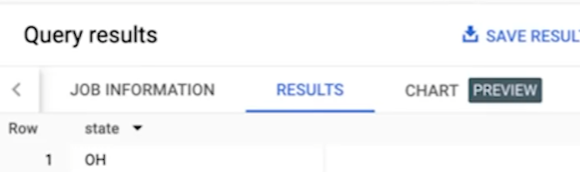 Query results
SAVE RESUL
JOB INFORMATION RESULTS CHART PREVIEW
Row state
1 OH